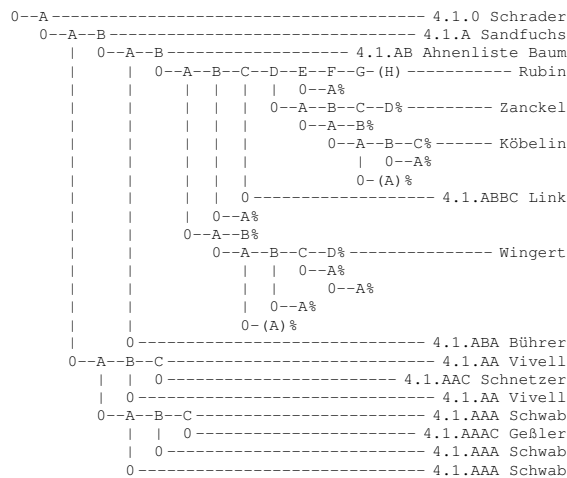 0--A--------------------------------------- 4.1.0 Schrader
   0--A--B--------------------------------- 4.1.A Sandfuchs
      |  0--A--B------------------- 4.1.AB Ahnenliste Baum
      |     |  0--A--B--C--D--E--F--G-(H)----------- Rubin
      |     |     |  |  |  |  0--A%
      |     |     |  |  |  0--A--B--C--D%--------- Zanckel
      |     |     |  |  |     0--A--B%
      |     |     |  |  |        0--A--B--C%------ Köbelin
      |     |     |  |  |           |  0--A%
      |     |     |  |  |           0-(A)%
      |     |     |  |  0------------------- 4.1.ABBC Link
      |     |     |  0--A%
      |     |     0--A--B%
      |     |        0--A--B--C--D%--------------- Wingert
      |     |           |  |  0--A%
      |     |           |  |     0--A%
      |     |           |  0--A%
      |     |           0-(A)%
      |     0------------------------------ 4.1.ABA Bührer
      0--A--B--C---------------------------- 4.1.AA Vivell
         |  |  0------------------------ 4.1.AAC Schnetzer
         |  0------------------------------- 4.1.AA Vivell
         0--A--B--C------------------------ 4.1.AAA Schwab
            |  |  0----------------------- 4.1.AAAC Geßler
            |  0--------------------------- 4.1.AAA Schwab
            0------------------------------ 4.1.AAA Schwab